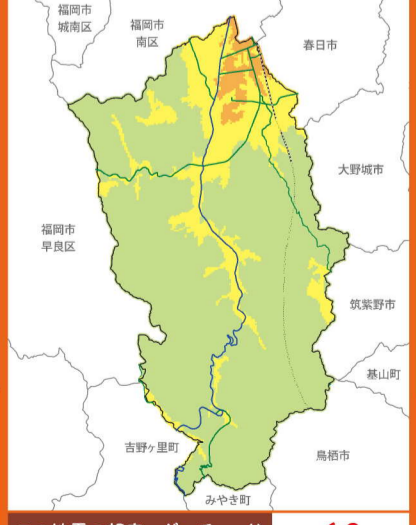 福岡市
城南区
福岡市
南区
春日市
大野城市
福岡市
早良区
筑紫野市
基山町
吉野ヶ里町
鳥栖市
みやき町